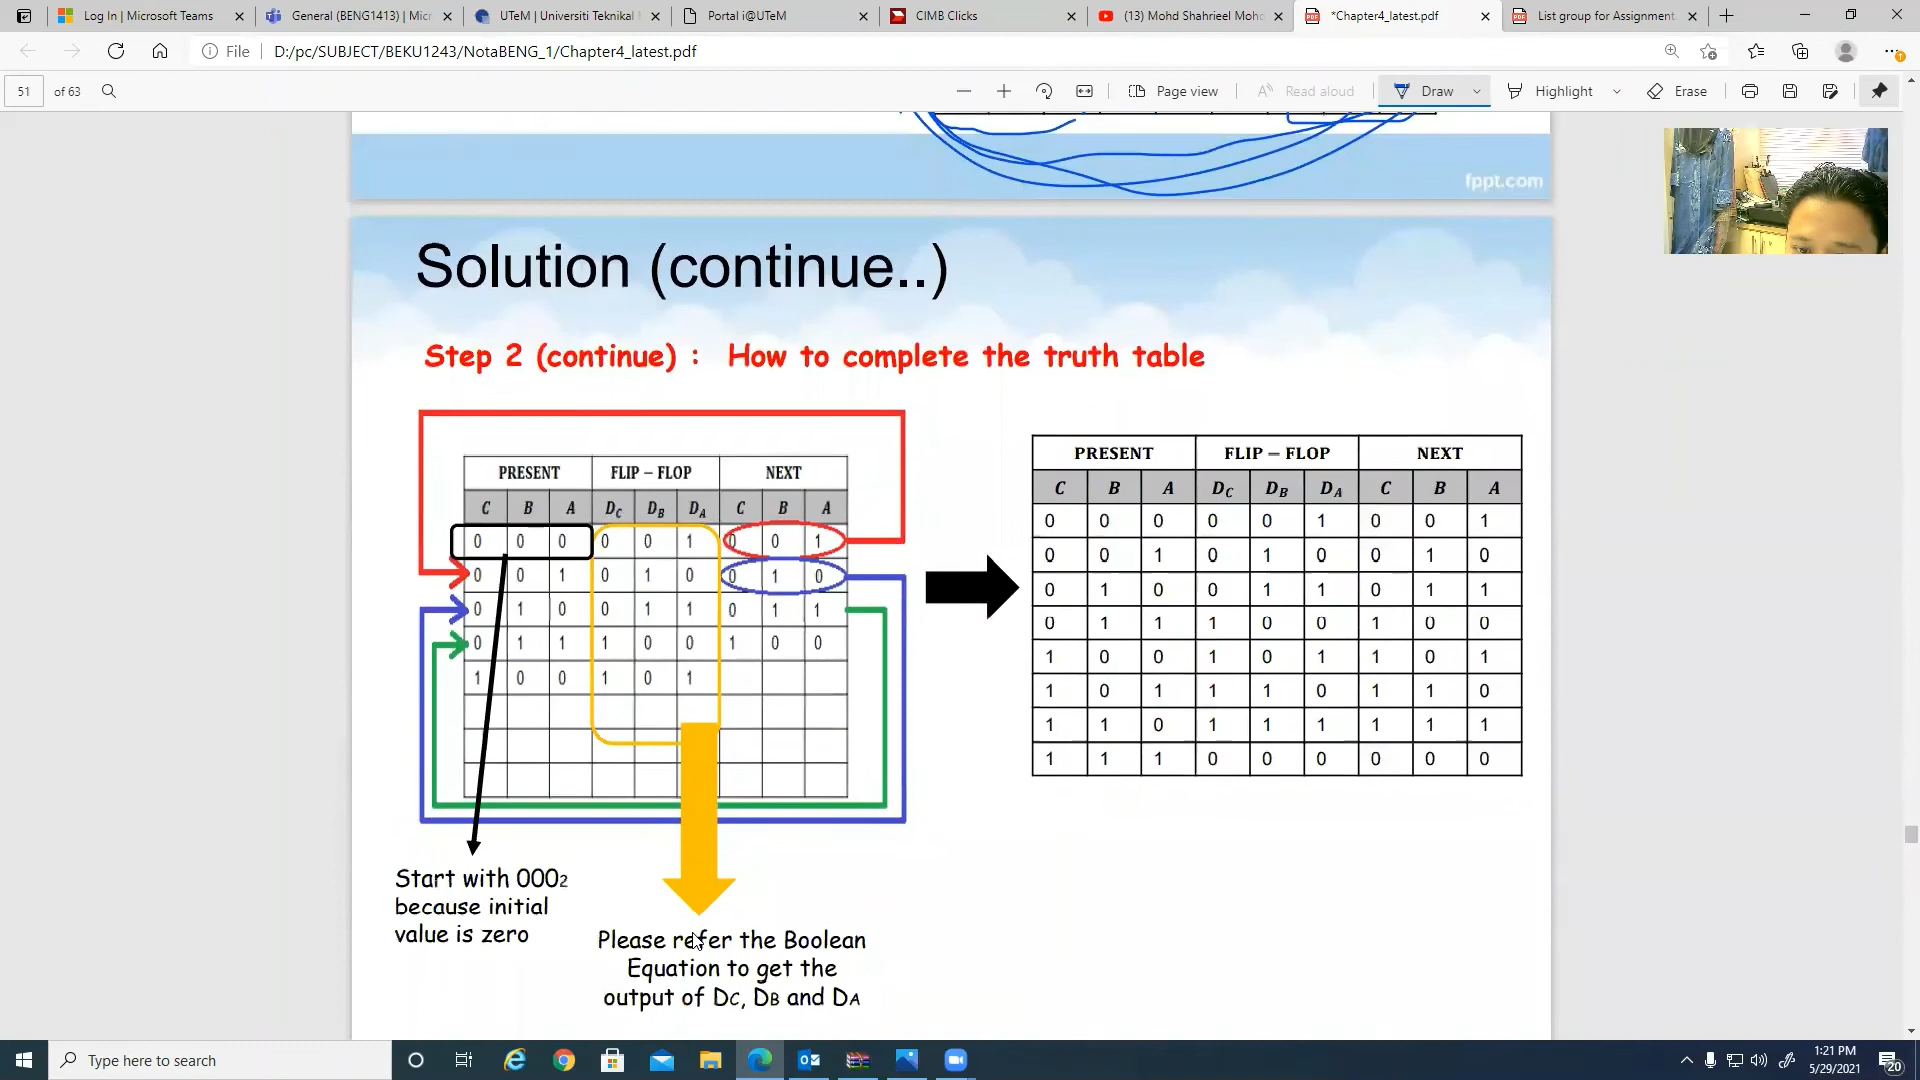 Log In | Microsoft Teams
General (BENG1413) | Micr
UTeM | Universiti Teknikal
Portal i@UTeM
CIMB Clicks
(13) Mohd Shahrieel Moho
*Chapter4_latest.pdf
List group for Assignment.
File D:/pc/SUBJECT/BEKU1243/NotaBENG_1/Chapter4_latest.pdf
51 of 63
Page view
Read aloud
Draw
Highlight
Erase
fppt.com
Solution (continue..)
Step 2 (continue) : How to complete the truth table
PRESENT FLIP – FLOP NEXT
C B A DC DB DA C B A
0 0 0 0 0 1 0 0 1
0 0 1 0 1 0 0 1 0
0 1 0 0 1 1 0 1 1
0 1 1 1 0 0 1 0 0
1 0 0 1 0 1
PRESENT FLIP – FLOP NEXT
C B A DC DB DA C B A
0 0 0 0 0 1 0 0 1
0 0 1 0 1 0 0 1 0
0 1 0 0 1 1 0 1 1
0 1 1 1 0 0 1 0 0
1 0 0 1 0 1 1 0 1
1 0 1 1 1 0 1 1 0
1 1 0 1 1 1 1 1 1
1 1 1 0 0 0 0 0 0
Start with 0002
because initial
value is zero
Please refer the Boolean
Equation to get the
output of DC, DB and DA
Type here to search
1:21 PM
5/29/2021
20